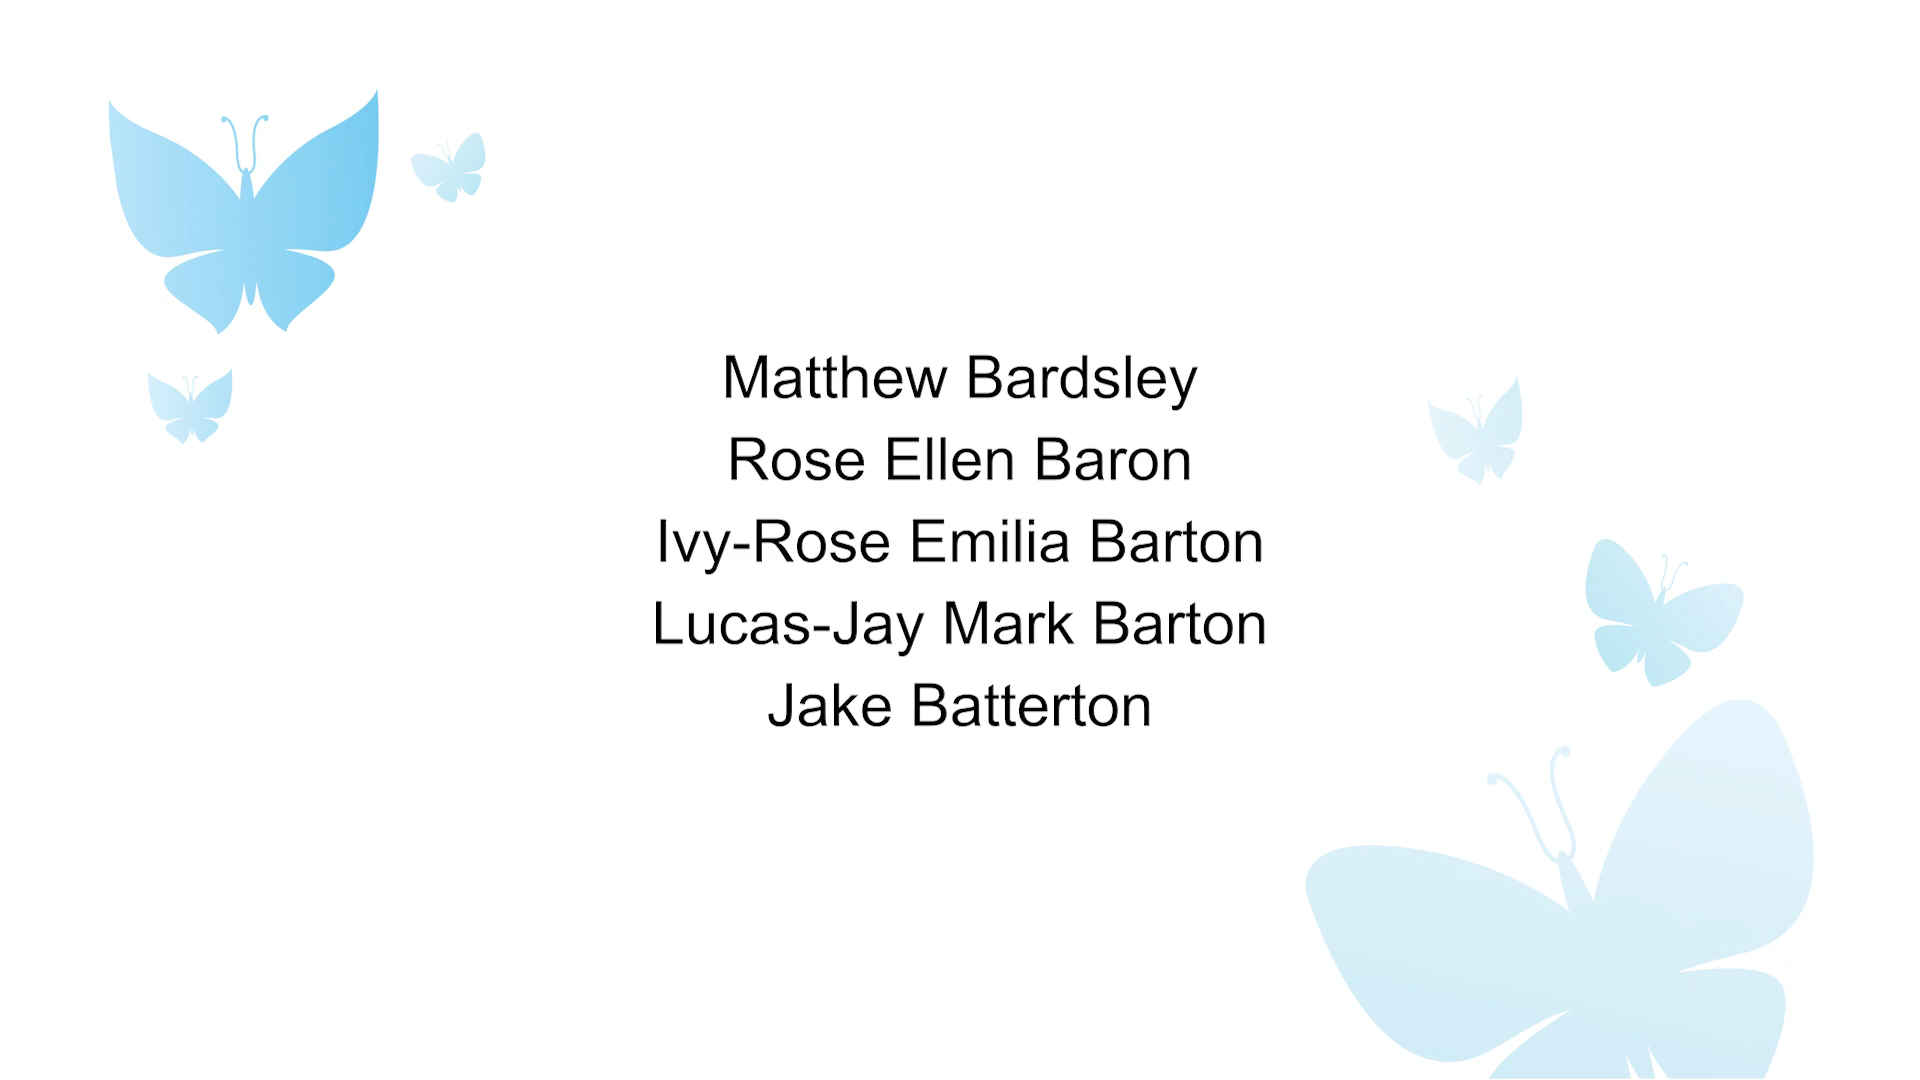 Matthew Bardsley
Rose Ellen Baron
Ivy-Rose Emilia Barton
Lucas-Jay Mark Barton
Jake Batterton